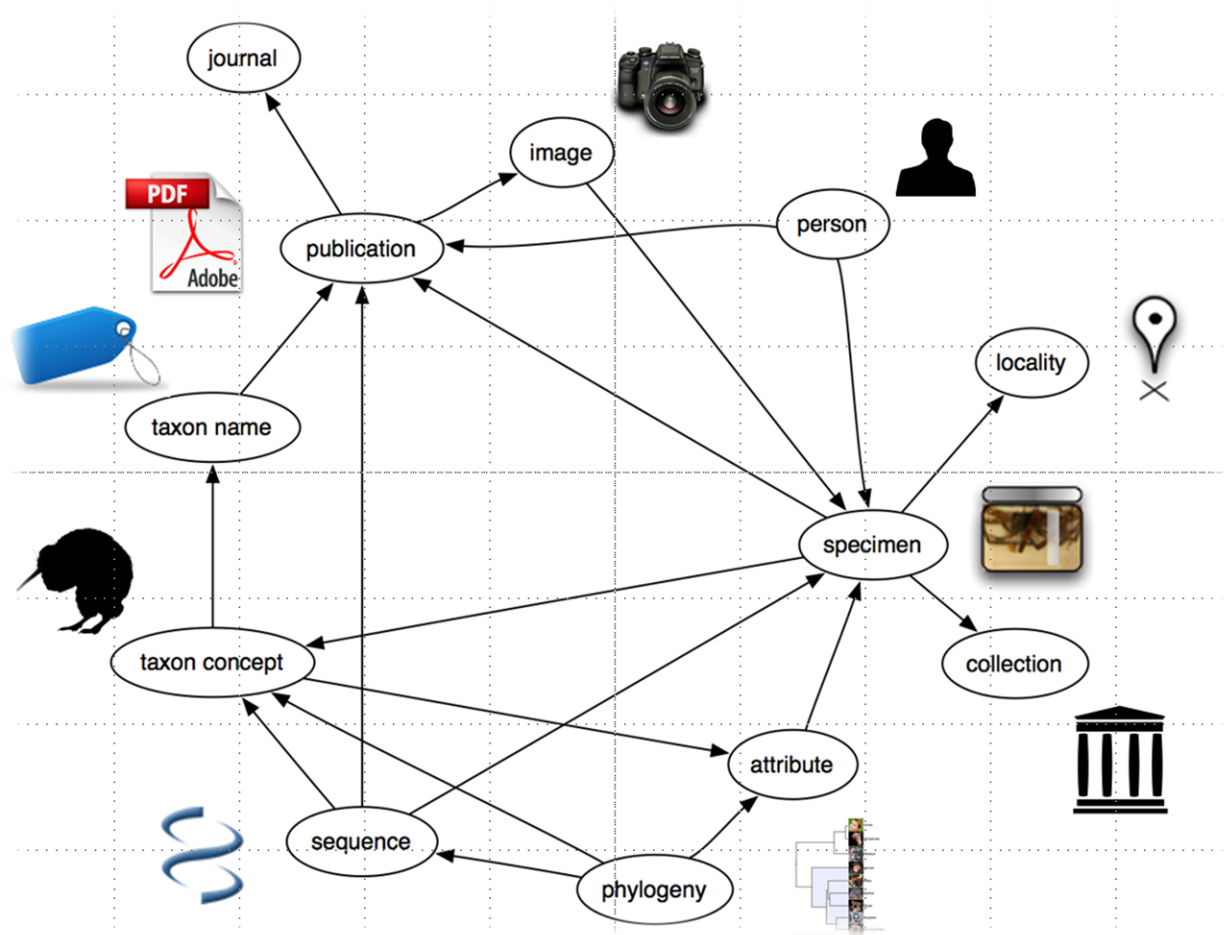 journal
image
PDF
person
publication
Adobe
locality
taxon name
specimen
taxon concept
collection
attribute
sequence
phylogeny